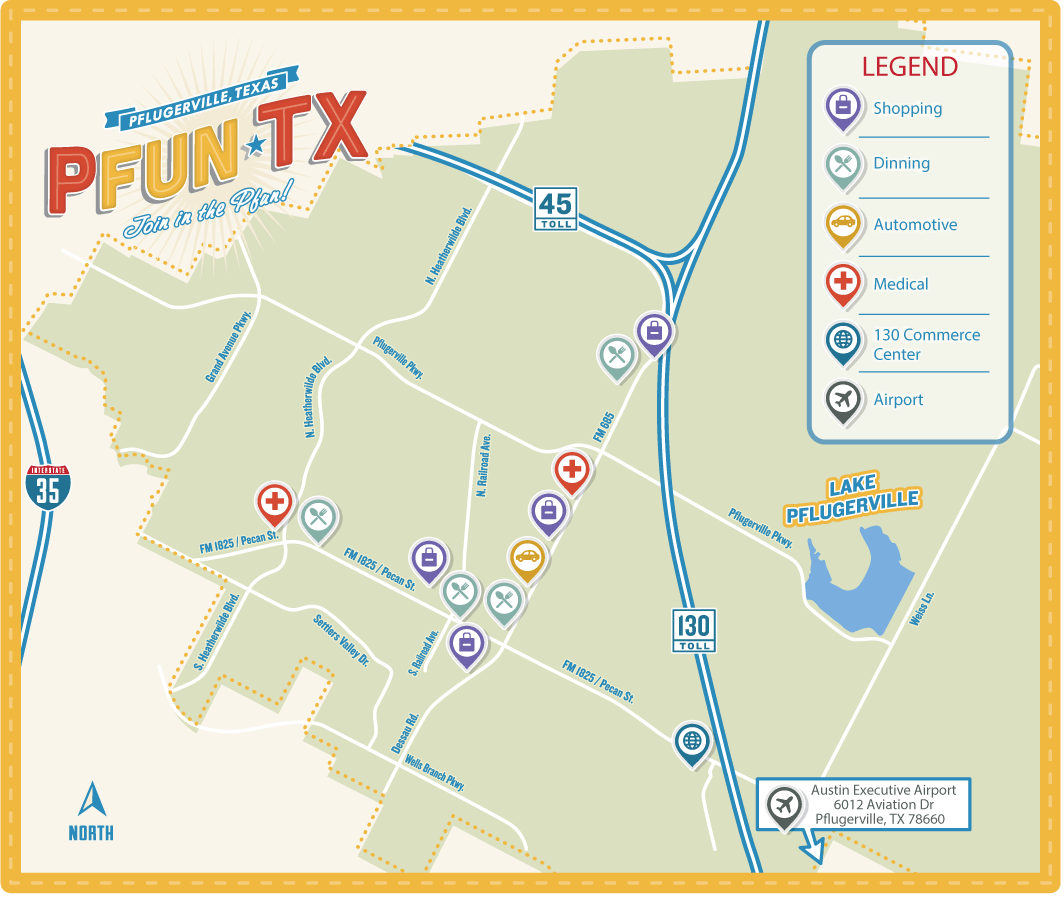 PFLUGERVILLE, TEXAS
PFUN TX
Join in the Pfun!
LEGEND
Shopping
Dinning
Automotive
Medical
130 Commerce
Center
Airport
45
TOLL
N. Heatherwilde Blvd.
Grand Avenue Pkwy.
N. Heatherwilde Blvd.
Pflugerville Pkwy.
FM 685
N. Railroad Ave.
INTERSTATE
35
LAKE
PFLUGERVILLE
Pflugerville Pkwy.
FM 1825 / Pecan St.
FM 1825 / Pecan St.
S. Heatherwilde Blvd.
Settlers Valley Dr.
S. Railroad Ave.
Weiss Ln.
130
TOLL
FM 1825 / Pecan St.
Dessau Rd.
Wells Branch Pkwy.
NORTH
Austin Executive Airport
6012 Aviation Dr
Pflugerville, TX 78660